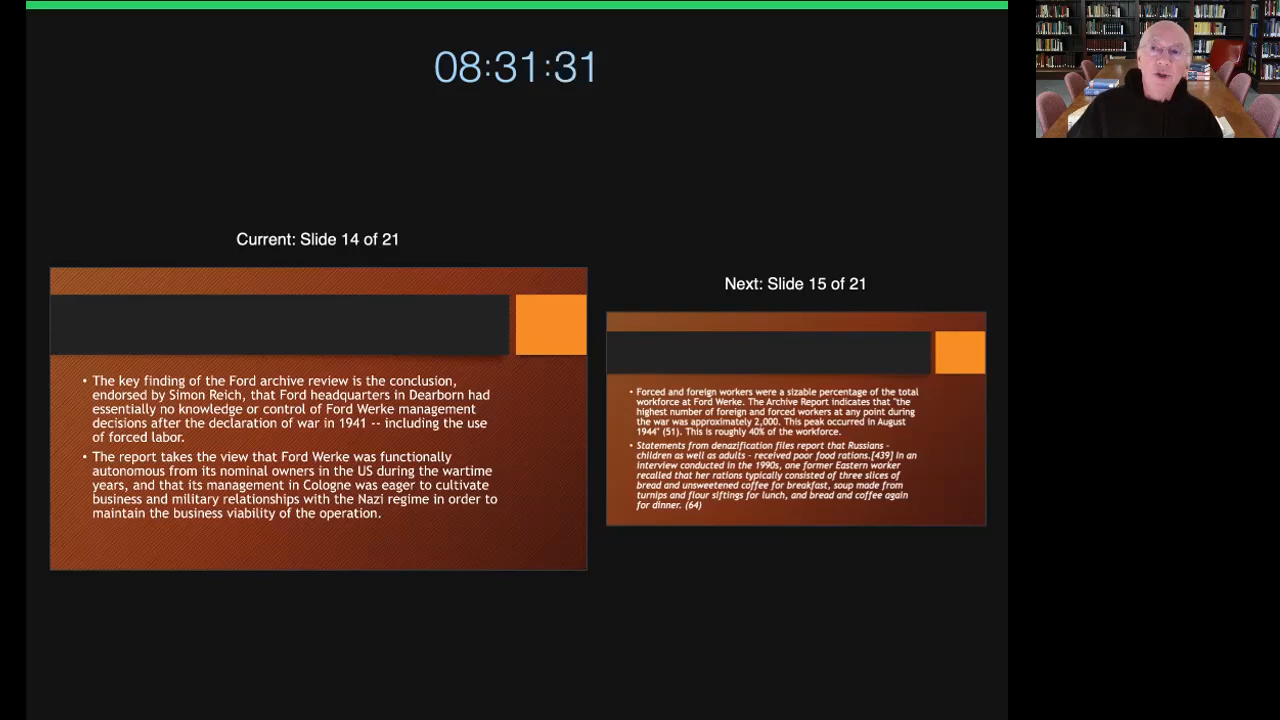 08:31:31
Current: Slide 14 of 21
• The key finding of the Ford archive review is the conclusion,
endorsed by Simon Reich, that Ford headquarters in Dearborn had
essentially no knowledge or control of Ford Werke management
decisions after the declaration of war in 1941 -- including the use
of forced labor.
• The report takes the view that Ford Werke was functionally
autonomous from its nominal owners in the US during the wartime
years, and that its management in Cologne was eager to cultivate
business and military relationships with the Nazi regime in order to
maintain the business viability of the operation.
Next: Slide 15 of 21
• Forced and foreign workers were a sizable percentage of the total
workforce at Ford Werke. The Archive Report indicates that "the
highest number of foreign and forced workers at any point during
the war was approximately 2,000. This peak occurred in August
1944" (51). This is roughly 40% of the workforce.
• Statements from denazification files report that Russians –
children as well as adults – received poor food rations.[439] In an
interview conducted in the 1990s, one former Eastern worker
recalled that her rations typically consisted of three slices of
bread and unsweetened coffee for breakfast, soup made from
turnips and flour siftings for lunch, and bread and coffee again
for dinner. (64)